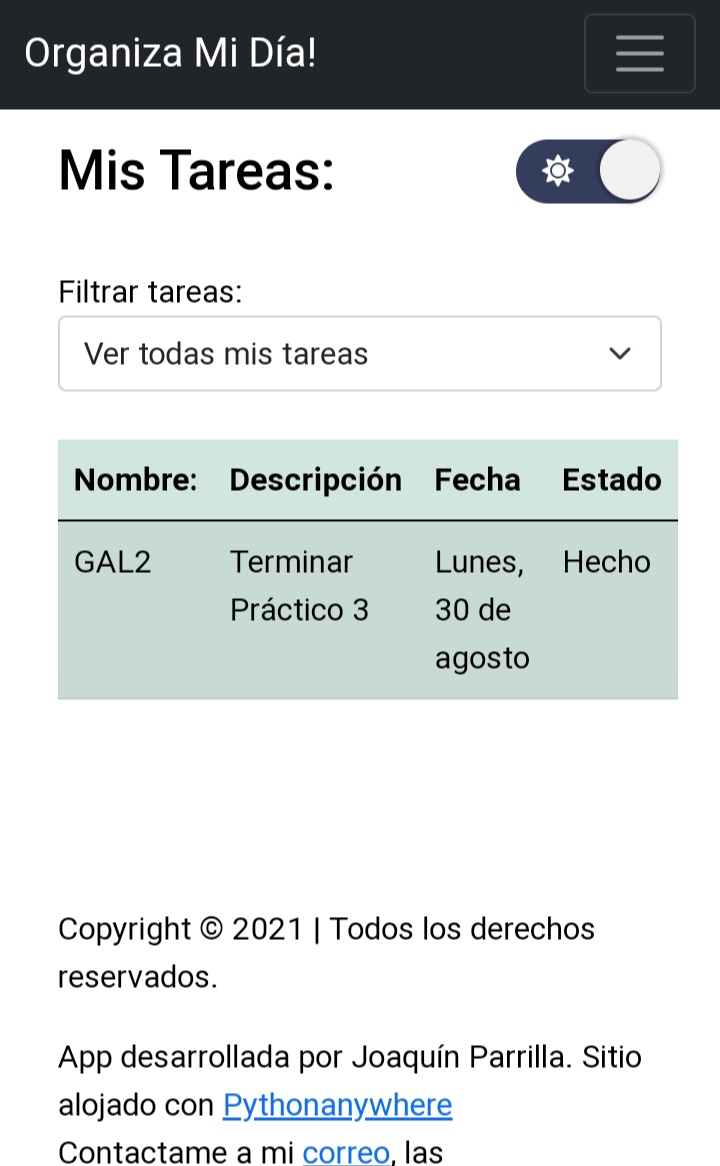 Organiza Mi Día!
Mis Tareas:
Filtrar tareas:
Ver todas mis tareas
Nombre: Descripción Fecha Estado
GAL2 Terminar Lunes, Hecho
Práctico 3 30 de
agosto
Copyright © 2021 | Todos los derechos
reservados.
App desarrollada por Joaquín Parrilla. Sitio
alojado con Pythonanywhere
Contactame a mi correo, las